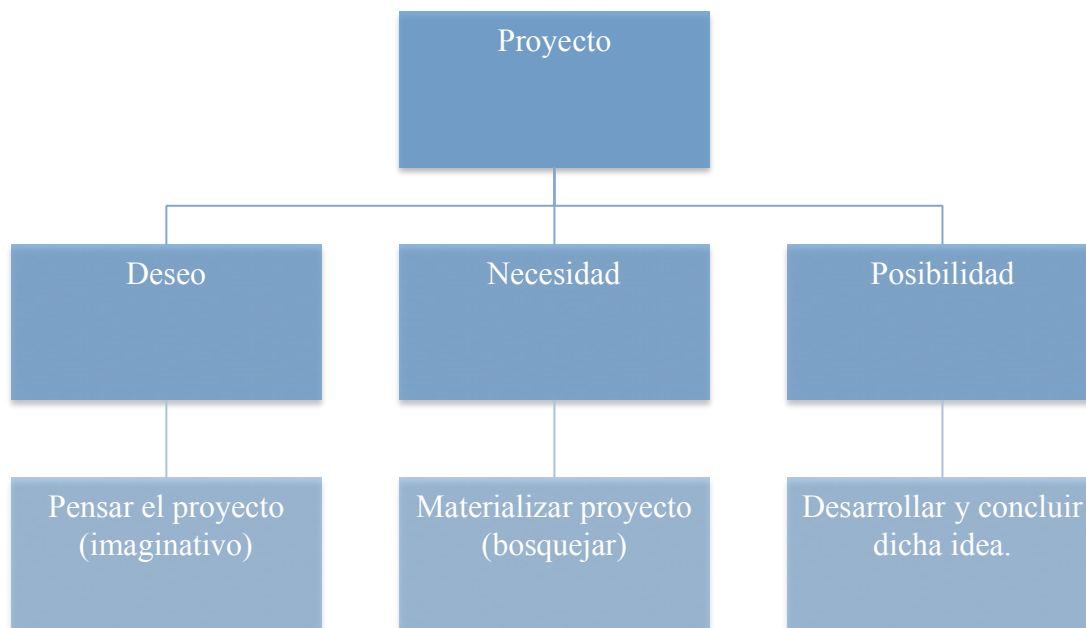 Proyecto
Deseo
Necesidad
Posibilidad
Pensar el proyecto
(imaginativo)
Materializar proyecto
(bosquejar)
Desarrollar y concluir
dicha idea.